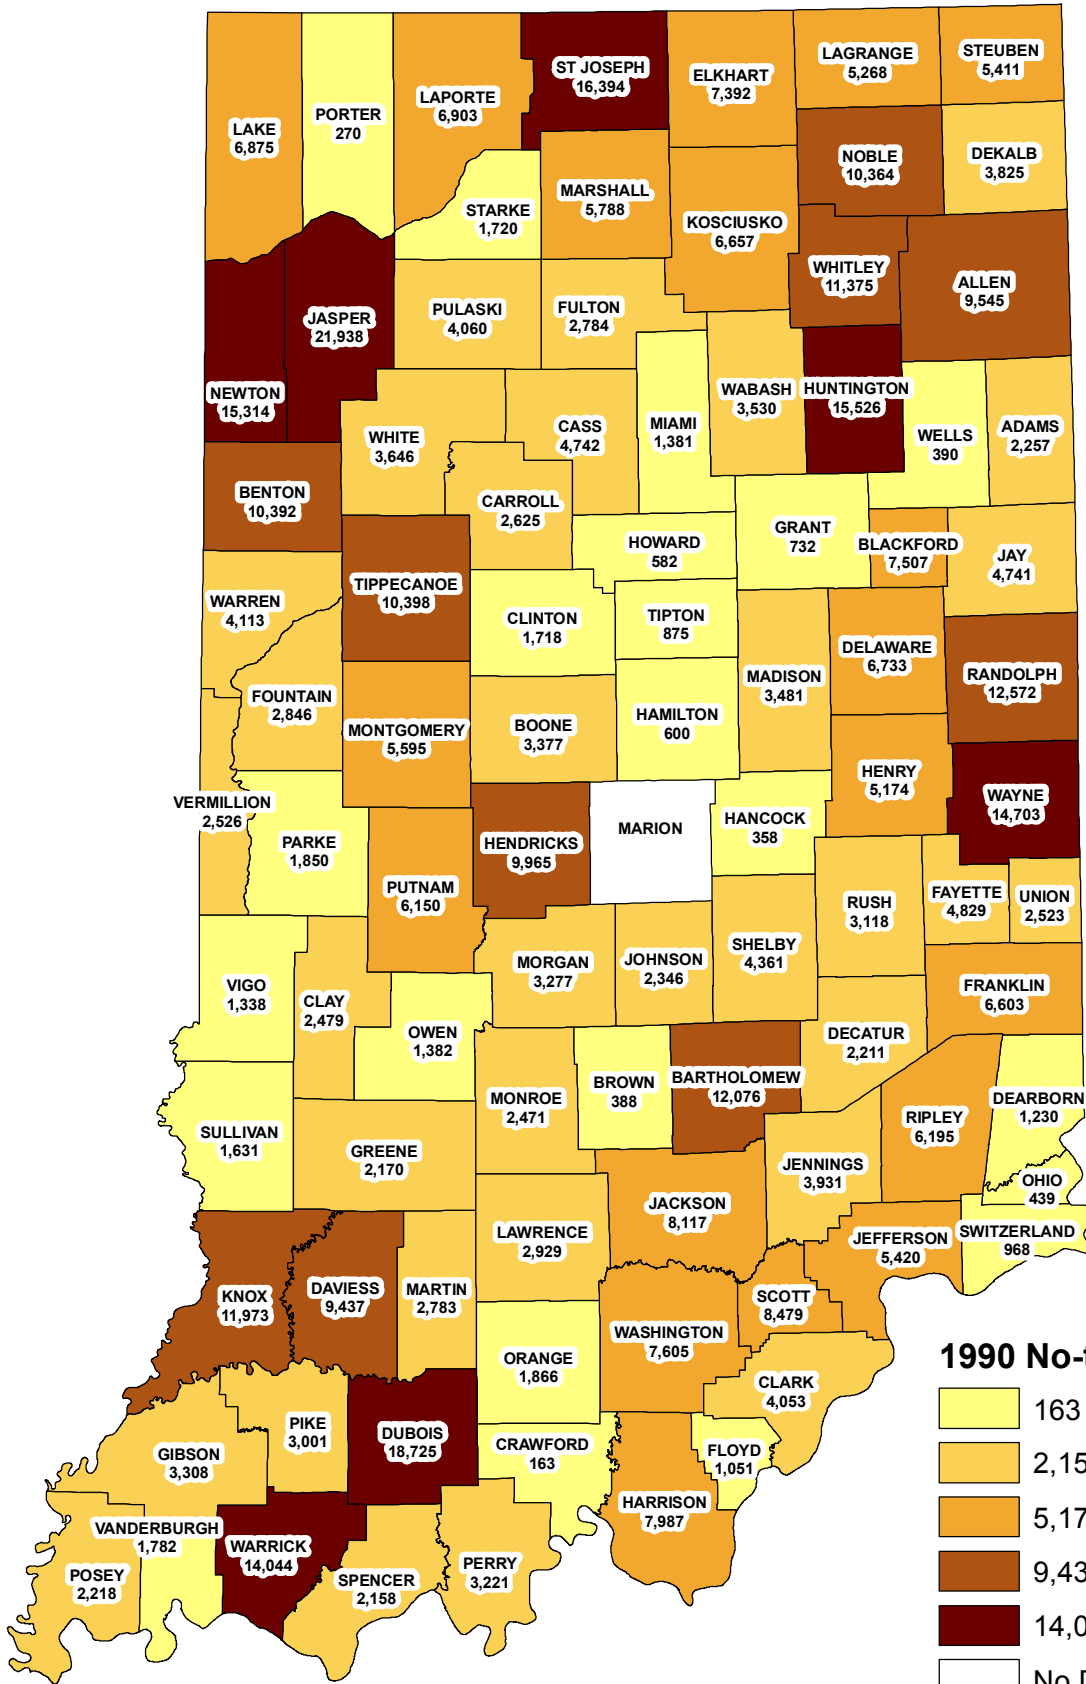 ST JOSEPH
16,394
LAGRANGE
5,268
STEUBEN
5,411
ELKHART
7,392
LAPORTE
6,903
PORTER
270
LAKE
6,875
NOBLE
10,364
DEKALB
3,825
MARSHALL
5,788
STARKE
1,720
KOSCIUSKO
6,657
WHITLEY
11,375
ALLEN
9,545
JASPER
21,938
PULASKI
4,060
FULTON
2,784
NEWTON
15,314
WABASH
3,530
HUNTINGTON
15,526
WHITE
3,646
CASS
4,742
MIAMI
1,381
WELLS
390
ADAMS
2,257
BENTON
10,392
CARROLL
2,625
HOWARD
582
GRANT
732
BLACKFORD
7,507
JAY
4,741
WARREN
4,113
TIPPECANOE
10,398
CLINTON
1,718
TIPTON
875
FOUNTAIN
2,846
MADISON
3,481
DELAWARE
6,733
RANDOLPH
12,572
MONTGOMERY
5,595
BOONE
3,377
HAMILTON
600
HENRY
5,174
WAYNE
14,703
VERMILLION
2,526
PARKE
1,850
HENDRICKS
9,965
MARION
HANCOCK
358
PUTNAM
6,150
RUSH
3,118
FAYETTE
4,829
UNION
2,523
VIGO
1,338
CLAY
2,479
MORGAN
3,277
JOHNSON
2,346
SHELBY
4,361
FRANKLIN
6,603
OWEN
1,382
DECATUR
2,211
SULLIVAN
1,631
GREENE
2,170
MONROE
2,471
BROWN
388
BARTHOLOMEW
12,076
RIPLEY
6,195
DEARBORN
1,230
JENNINGS
3,931
OHIO
439
JACKSON
8,117
LAWRENCE
2,929
JEFFERSON
5,420
SWITZERLAND
968
KNOX
11,973
DAVIESS
9,437
MARTIN
2,783
SCOTT
8,479
WASHINGTON
7,605
ORANGE
1,866
CLARK
4,053
PIKE
3,001
DUBOIS
18,725
CRAWFORD
163
FLOYD
1,051
GIBSON
3,308
HARRISON
7,987
VANDERBURGH
1,782
WARRICK
14,044
POSEY
2,218
SPENCER
2,158
PERRY
3,221
1990 No-
163
2,15
5,17
9,43
14,0
No